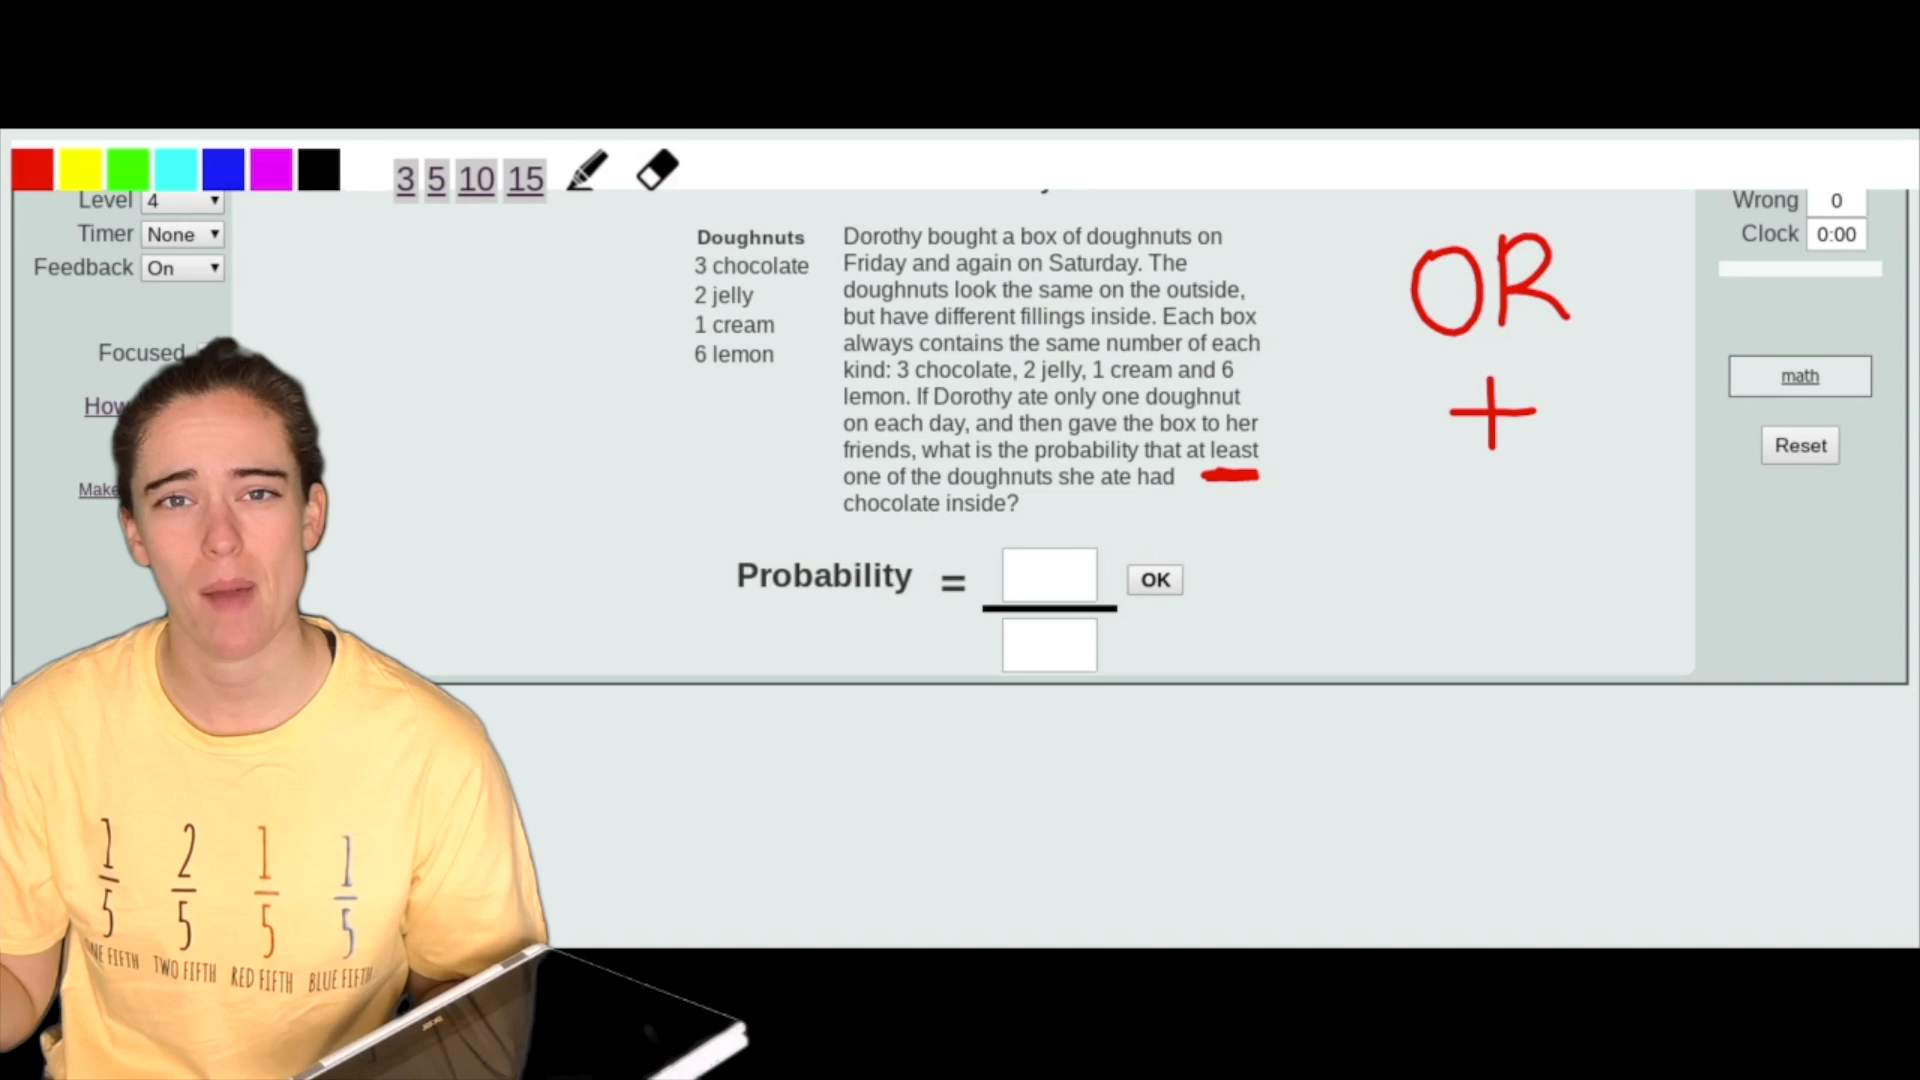 3 5 10 15
Level 4
Timer None
Feedback On
Focused
How
Make
Doughnuts
3 chocolate
2 jelly
1 cream
6 lemon
Dorothy bought a box of doughnuts on
Friday and again on Saturday. The
doughnuts look the same on the outside,
but have different fillings inside. Each box
always contains the same number of each
kind: 3 chocolate, 2 jelly, 1 cream and 6
lemon. If Dorothy ate only one doughnut
on each day, and then gave the box to her
friends, what is the probability that at least
one of the doughnuts she ate had
chocolate inside?
Probability =
OK
OR
+
Wrong 0
Clock 0:00
math
Reset
1/5 2/5 1/5 1/5
ONE FIFTH TWO FIFTH RED FIFTH BLUE FIFTH